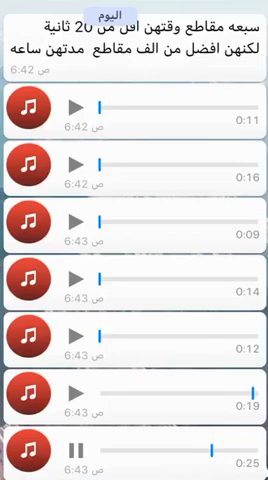 اليوم
سبعه مقاطع وقتهن اقل من 20 ثانية
لكنهن افضل من الف مقاطع مدتهن ساعه
6:42 ص
0:11
6:42 ص
0:16
6:42 ص
0:09
6:43 ص
0:14
6:43 ص
0:12
6:43 ص
0:19
6:43 ص
0:25
6:43 ص